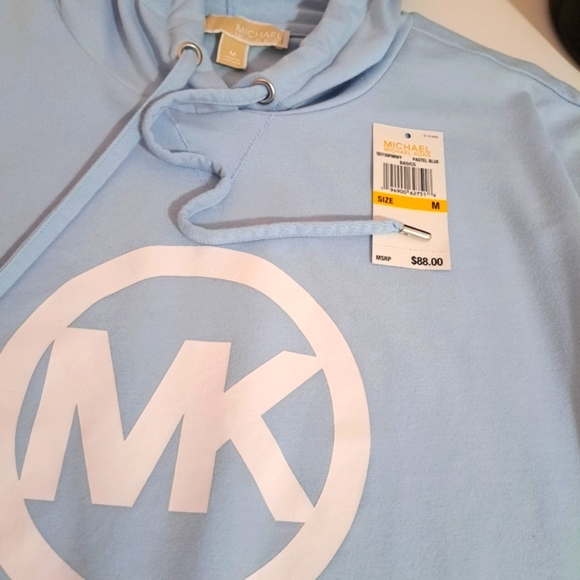 MICHAEL
M
MICHAEL
MICHAEL KORS
PASTEL BLUE
BASICS
SIZE M
MSRP $88.00
MK